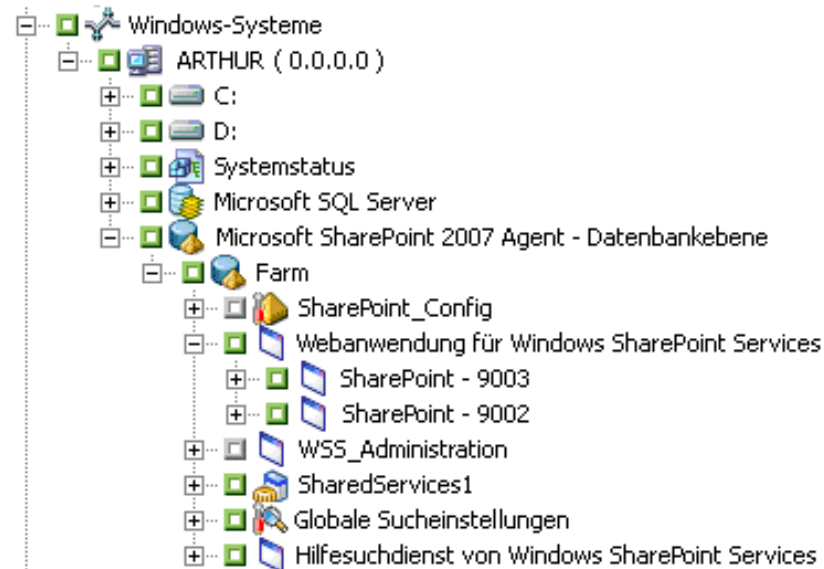 Windows-Systeme
ARTHUR ( 0.0.0.0 )
C:
D:
Systemstatus
Microsoft SQL Server
Microsoft SharePoint 2007 Agent - Datenbankebene
Farm
SharePoint_Config
Webanwendung für Windows SharePoint Services
SharePoint - 9003
SharePoint - 9002
WSS_Administration
SharedServices1
Globale Sucheinstellungen
Hilfesuchdienst von Windows SharePoint Services